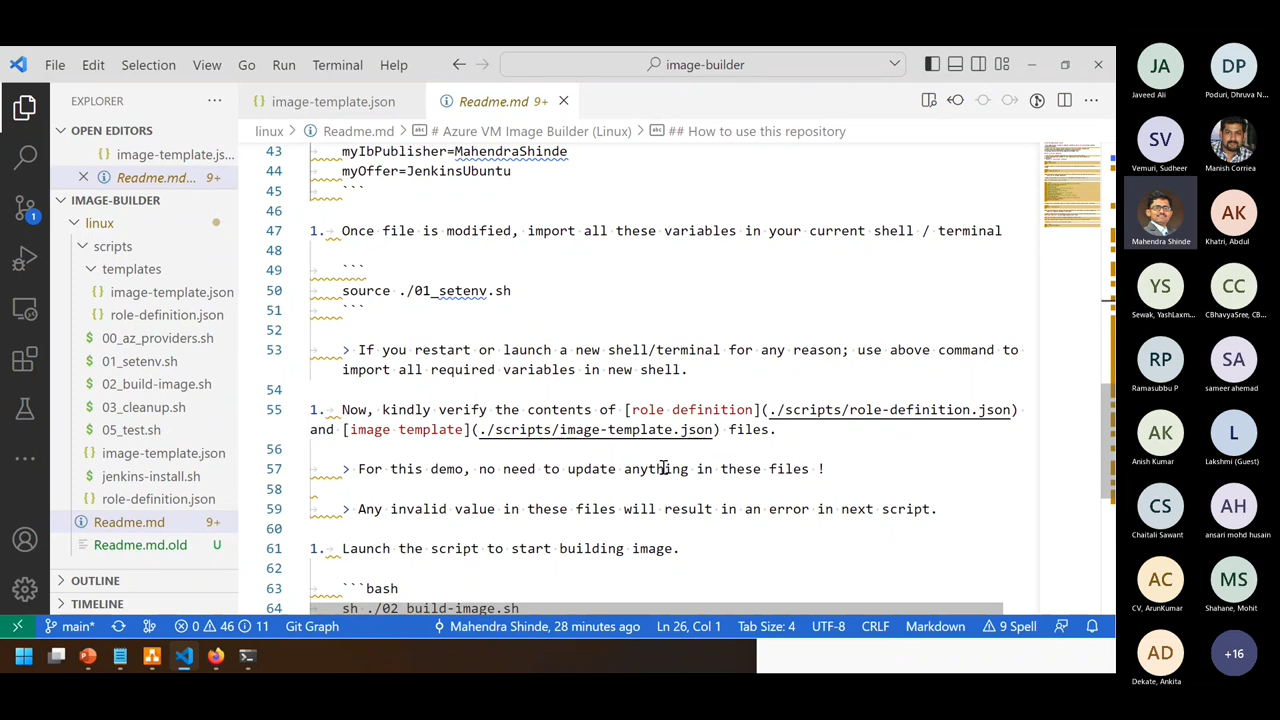 File Edit Selection View Go Run Terminal Help
image-builder
EXPLORER
OPEN EDITORS
image-template.js...
Readme.md 9+
IMAGE-BUILDER
linux
scripts
templates
image-template.json
role-definition.json
00_az_providers.sh
01_setenv.sh
02_build-image.sh
03_cleanup.sh
05_test.sh
image-template.json
jenkins-install.sh
role-definition.json
Readme.md 9+
Readme.md.old U
OUTLINE
TIMELINE
1
image-template.json
Readme.md 9+
linux > Readme.md > # Azure VM Image Builder (Linux) > ## How to use this repository
43 myIbPublisher=MahendraShinde
44 myOffer=JenkinsUbuntu
45 ```
46
47 1. Once file is modified, import all these variables in your current shell / terminal
48
49 ```
50 source ./01_setenv.sh
51 ```
52
53 > If you restart or launch a new shell/terminal for any reason; use above command to
import all required variables in new shell.
54
55 1. Now, kindly verify the contents of [role definition](./scripts/role-definition.json)
and [image template](./scripts/image-template.json) files.
56
57 > For this demo, no need to update anything in these files !
58
59 > Any invalid value in these files will result in an error in next script.
60
61 1. Launch the script to start building image.
62
63 ```bash
64 sh ./02_build-image.sh
main* 0 46 11 Git Graph Mahendra Shinde, 28 minutes ago Ln 26, Col 1 Tab Size: 4 UTF-8 CRLF Markdown 9 Spell
JA DP
Javeed Ali Poduri, Dhruva N...
SV
Vemuri, Sudheer Manish Corriea
AK
Mahendra Shinde Khatri, Abdul
YS CC
Sewak, YashLaxm... CBhavyaSree, CB...
RP SA
Ramasubbu P sameer ahemad
AK L
Anish Kumar Lakshmi (Guest)
CS AH
Chaitali Sawant ansari mohd husain
AC MS
CV, ArunKumar Shahane, Mohit
AD +16
Dekate, Ankita